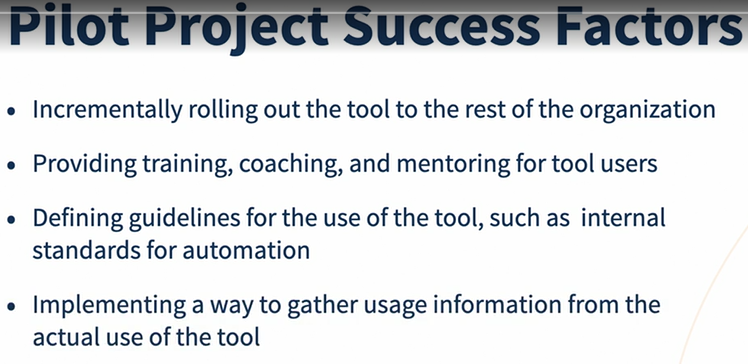 Pilot Project Success Factors
• Incrementally rolling out the tool to the rest of the organization
• Providing training, coaching, and mentoring for tool users
• Defining guidelines for the use of the tool, such as  internal
standards for automation
• Implementing a way to gather usage information from the
actual use of the tool